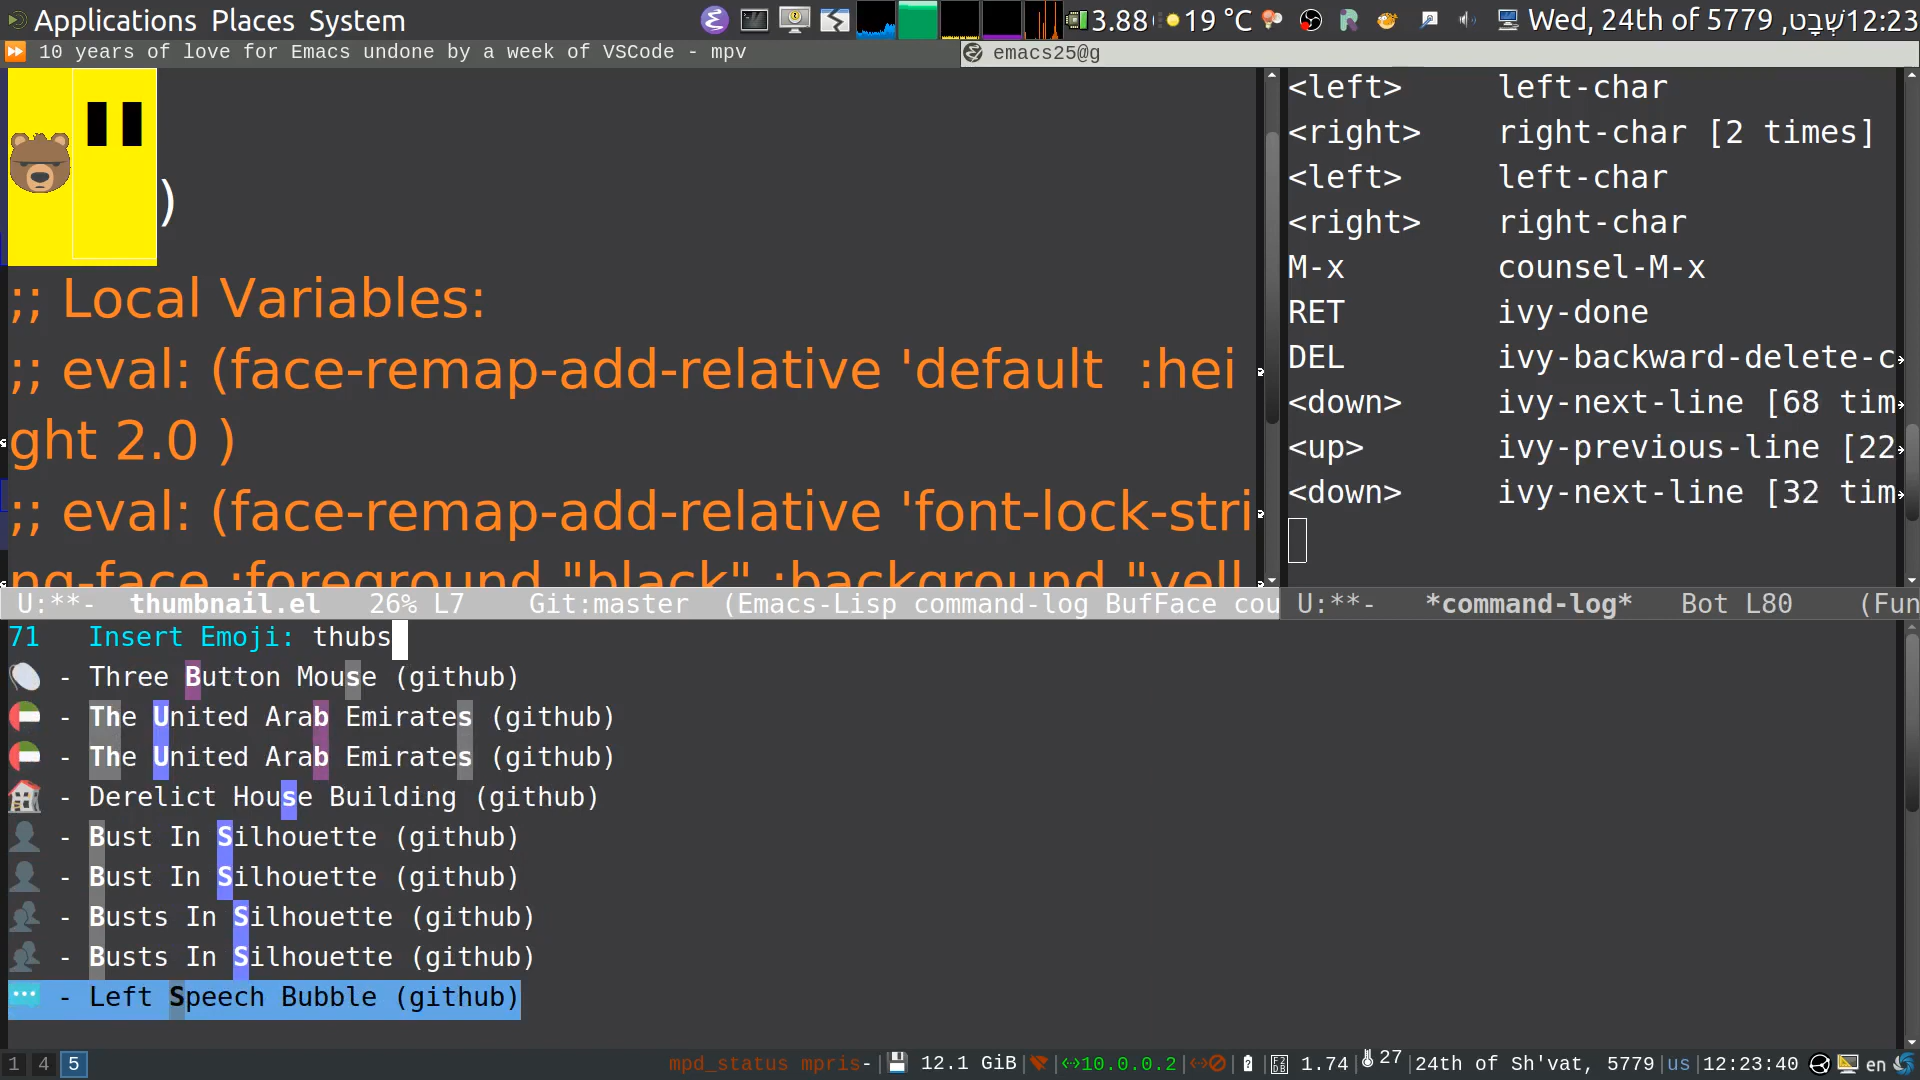 Applications Places System 3.88 19 °C Wed, 24th of 5779 ,שְׁבָט 12:23
10 years of love for Emacs undone by a week of VSCode - mpv emacs25@g
")
;; Local Variables:
;; eval: (face-remap-add-relative 'default :hei
ght 2.0 )
;; eval: (face-remap-add-relative 'font-lock-stri
ng-face :foreground "black" :background "yell
U:**- thumbnail.el 26% L7 Git:master (Emacs-Lisp command-log BufFace cou
<left> left-char
<right> right-char [2 times]
<left> left-char
<right> right-char
M-x counsel-M-x
RET ivy-done
DEL ivy-backward-delete-c
<down> ivy-next-line [68 tim
<up> ivy-previous-line [22
<down> ivy-next-line [32 tim
U:**- *command-log* Bot L80 (Fun
71 Insert Emoji: thubs
- Three Button Mouse (github)
- The United Arab Emirates (github)
- The United Arab Emirates (github)
- Derelict House Building (github)
- Bust In Silhouette (github)
- Bust In Silhouette (github)
- Busts In Silhouette (github)
- Busts In Silhouette (github)
- Left Speech Bubble (github)
1 4 5 mpd_status mpris- 12.1 GiB 10.0.0.2 1.74 27 24th of Sh'vat, 5779 us 12:23:40 en